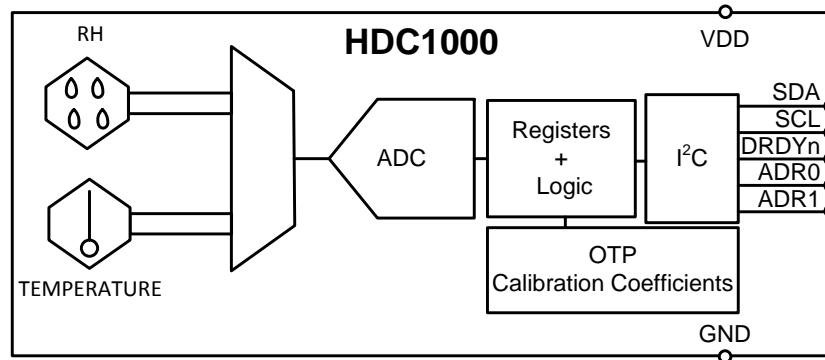 RH
HDC1000
VDD
SDA
SCL
DRDYn
ADR0
ADR1
ADC
Registers
+
Logic
I²C
OTP
Calibration Coefficients
TEMPERATURE
GND